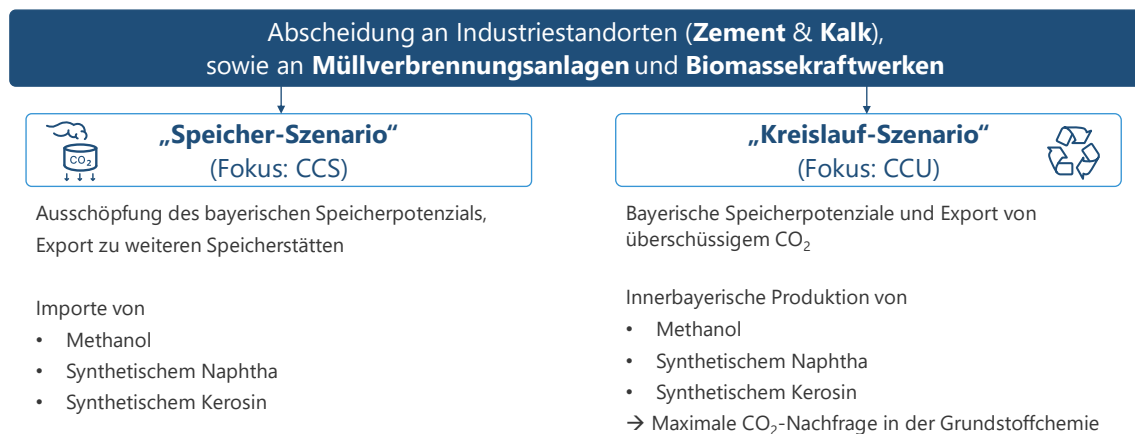 Abscheidung an Industriestandorten (Zement & Kalk),
sowie an Müllverbrennungsanlagen und Biomassekraftwerken
CO₂
„Speicher-Szenario“
(Fokus: CCS)
Ausschöpfung des bayerischen Speicherpotenzials,
Export zu weiteren Speicherstätten
Importe von
• Methanol
• Synthetischem Naphtha
• Synthetischem Kerosin
„Kreislauf-Szenario“
(Fokus: CCU)
Bayerische Speicherpotenziale und Export von
überschüssigem CO₂
Innerbayerische Produktion von
• Methanol
• Synthetischem Naphtha
• Synthetischem Kerosin
→ Maximale CO₂-Nachfrage in der Grundstoffchemie